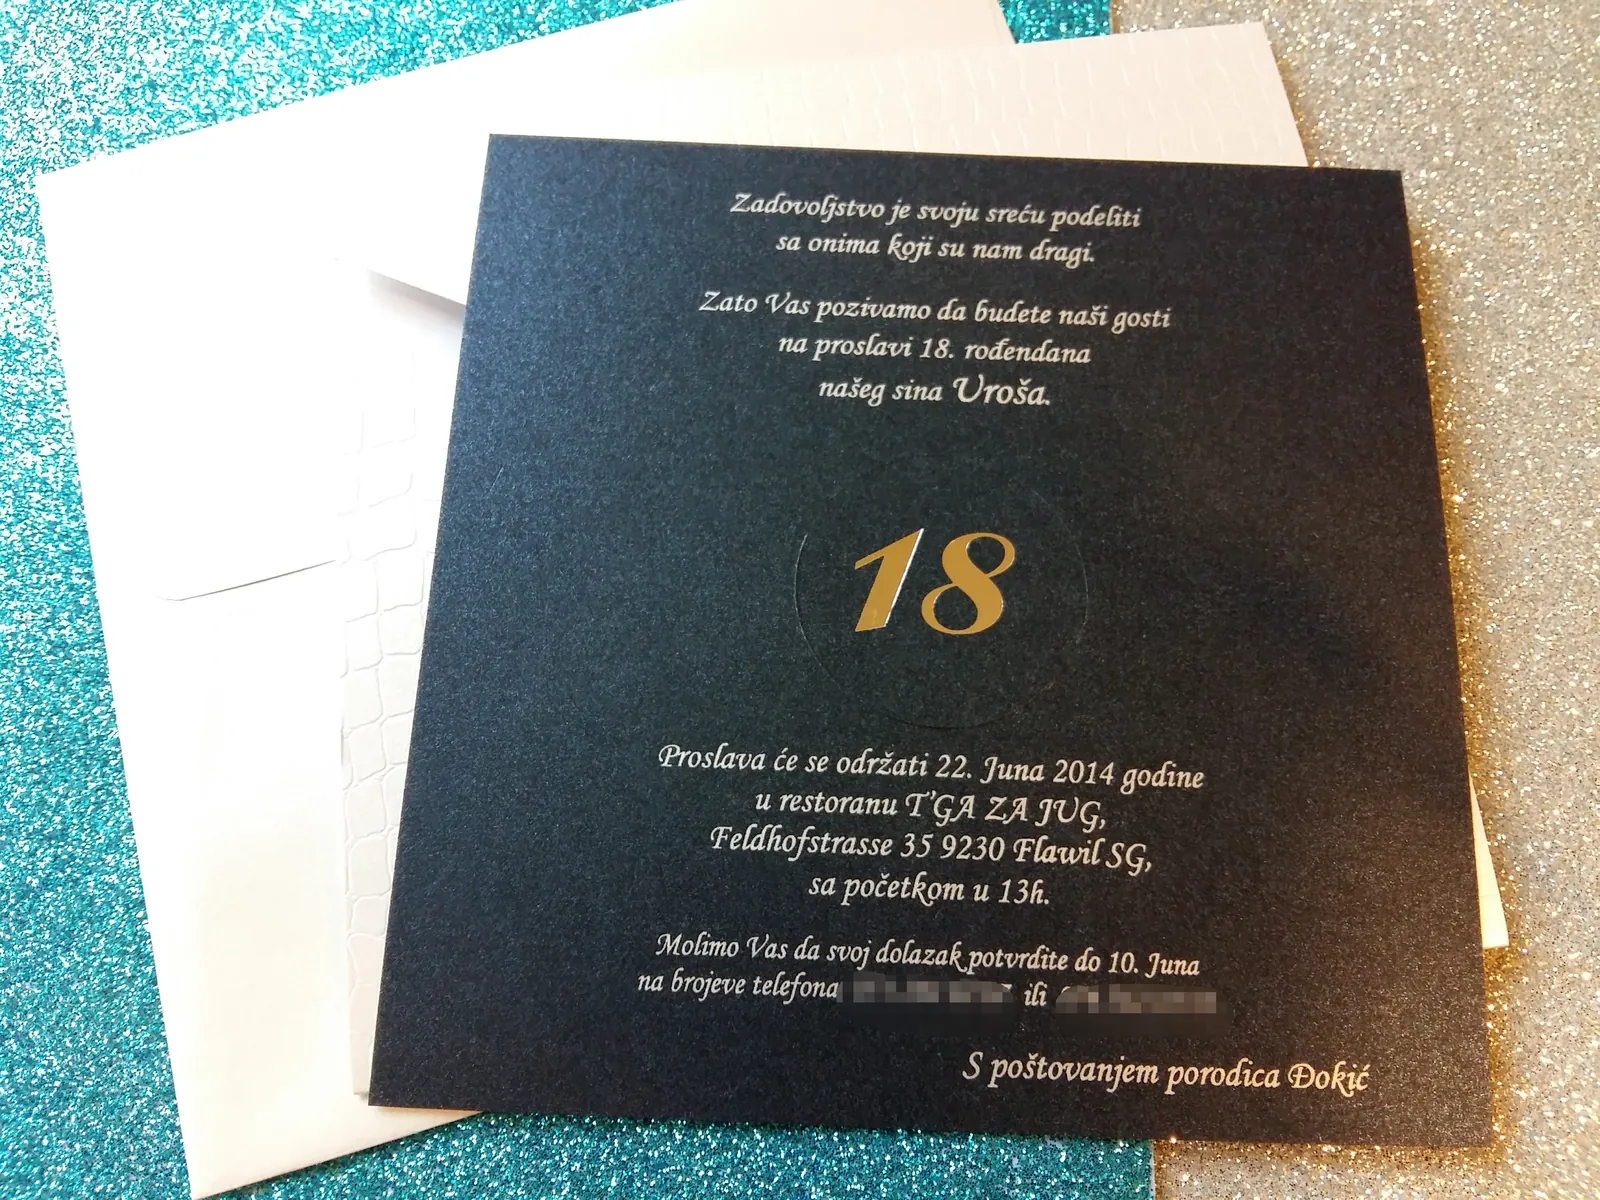 Zadovoljstvo je svoju sreću podeliti
sa onima koji su nam dragi.
Zato Vas pozivamo da budete naši gosti
na proslavi 18. rođendana
našeg sina Uroša.
18
Proslava će se održati 22. Juna 2014 godine
u restoranu T'GA ZA JUG,
Feldhofstrasse 35 9230 Flawil SG,
sa početkom u 13h.
Molimo Vas da svoj dolazak potvrdite do 10. Juna
na brojeve telefona ili
S poštovanjem porodica Đokić